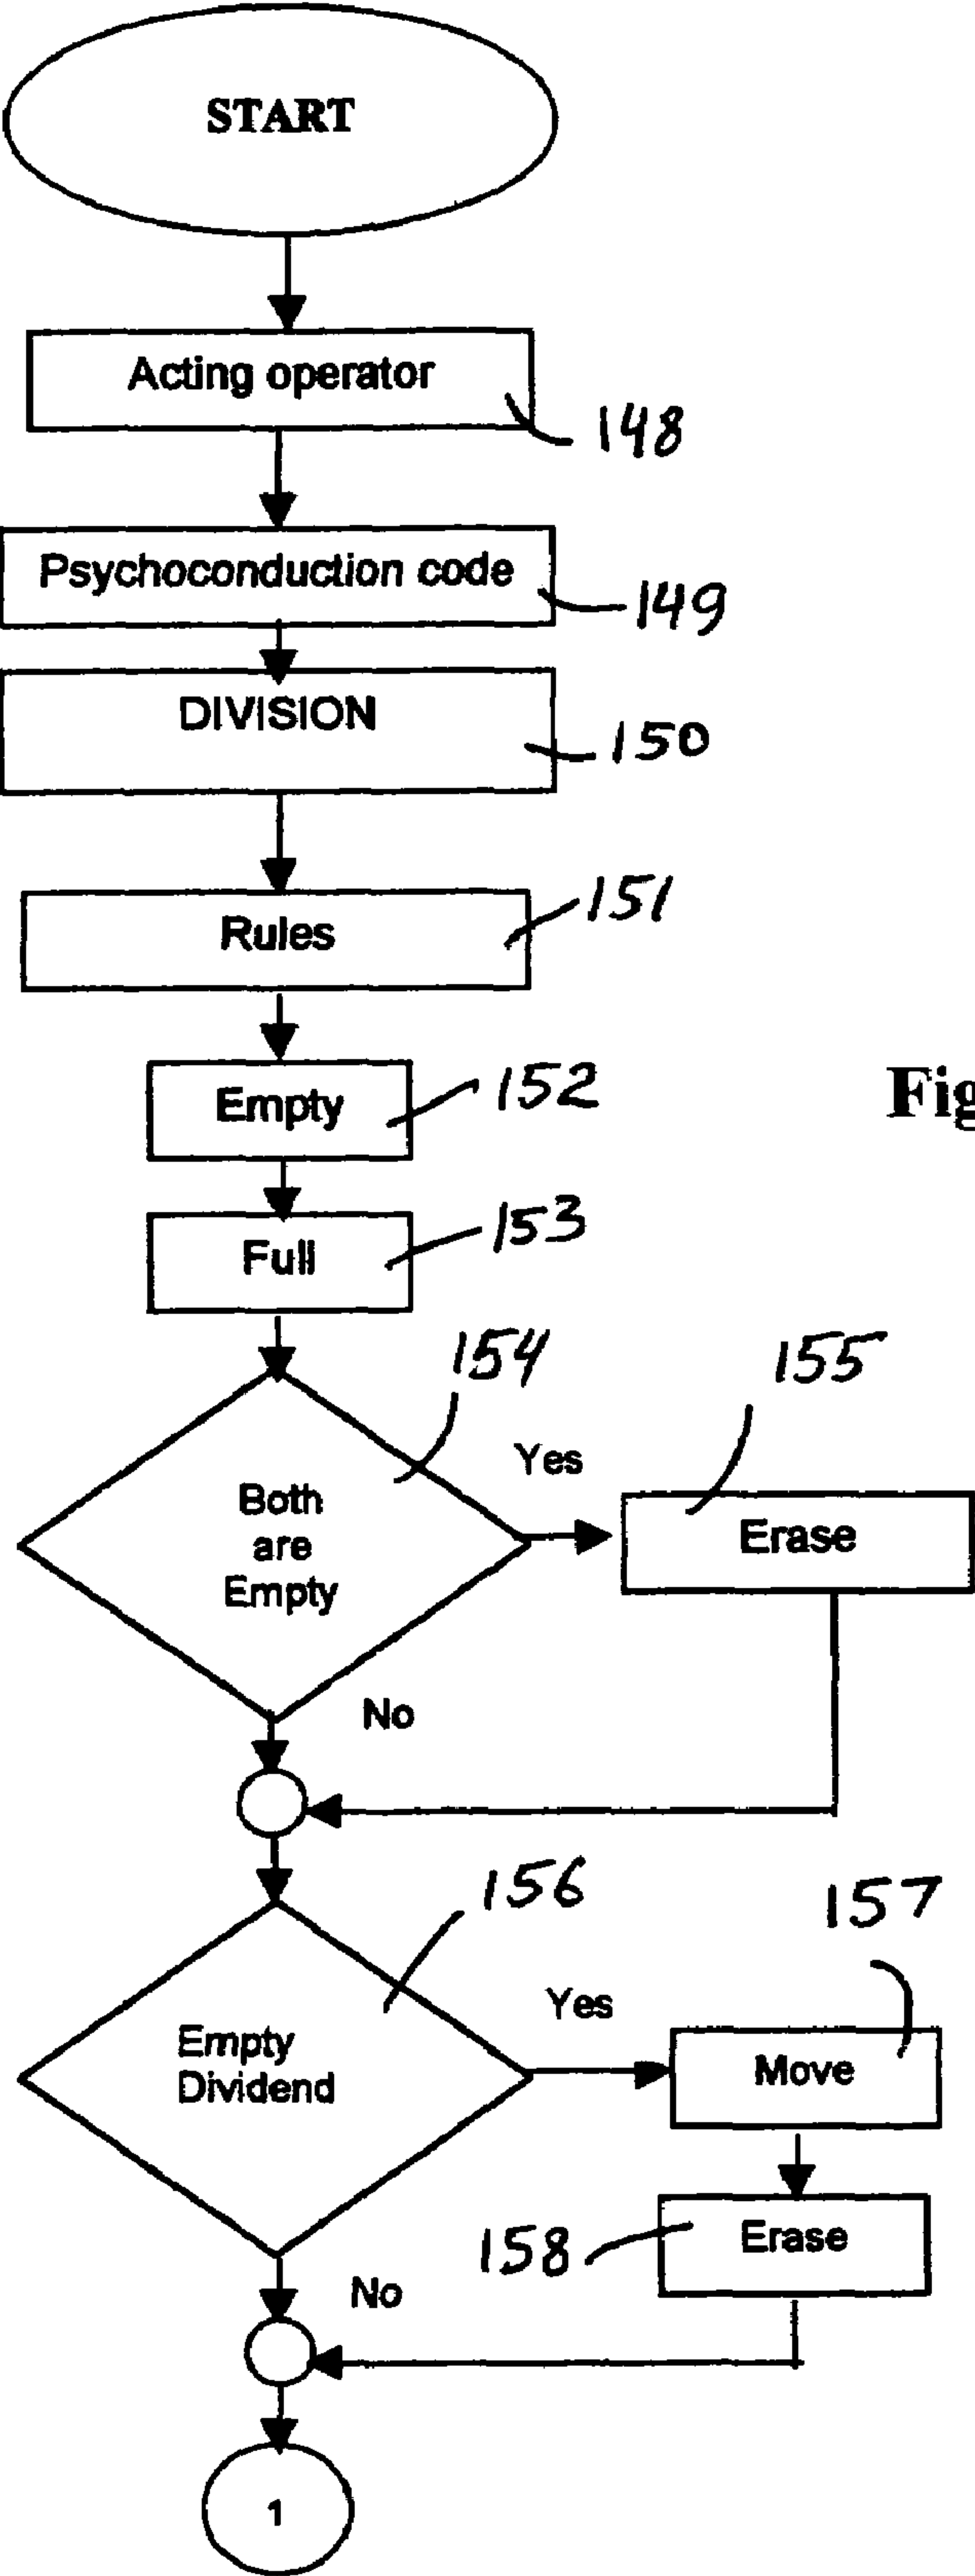 START
Acting operator
148
Psychoconduction code
149
DIVISION
150
151
Rules
Empty
152
Fig
Full
153
154
155
Yes
Both
are
Empty
Erase
No
156
157
Yes
Empty
Dividend
Move
158
Erase
No
1